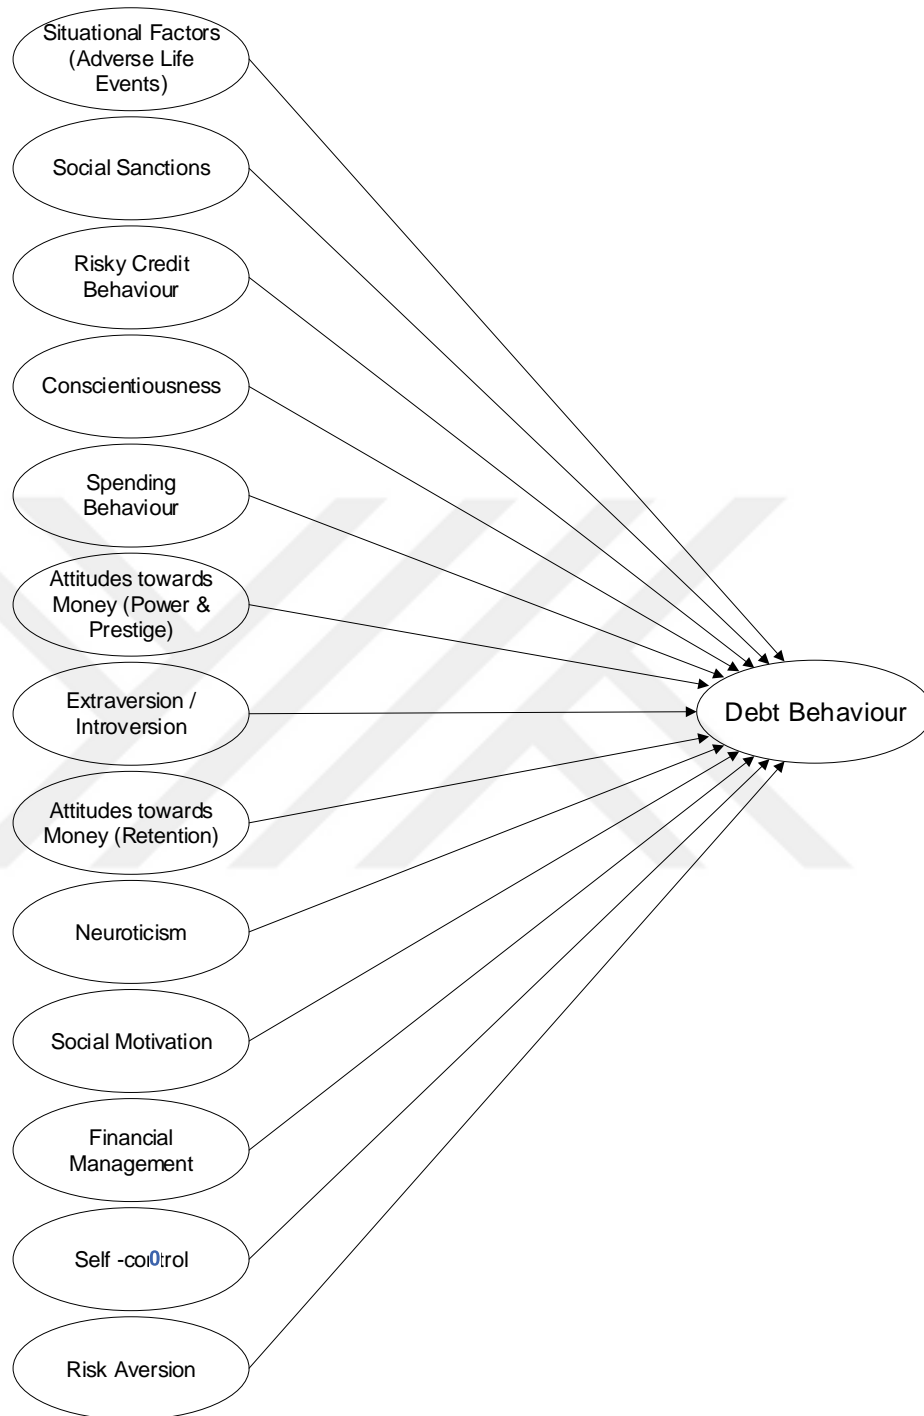 Situational Factors
(Adverse Life
Events)
Social Sanctions
Risky Credit
Behaviour
Conscientiousness
Spending
Behaviour
Attitudes towards
Money (Power &
Prestige)
Extraversion /
Introversion
Debt Behaviour
Attitudes towards
Money (Retention)
Neuroticism
Social Motivation
Financial
Management
Self -control
0
Risk Aversion